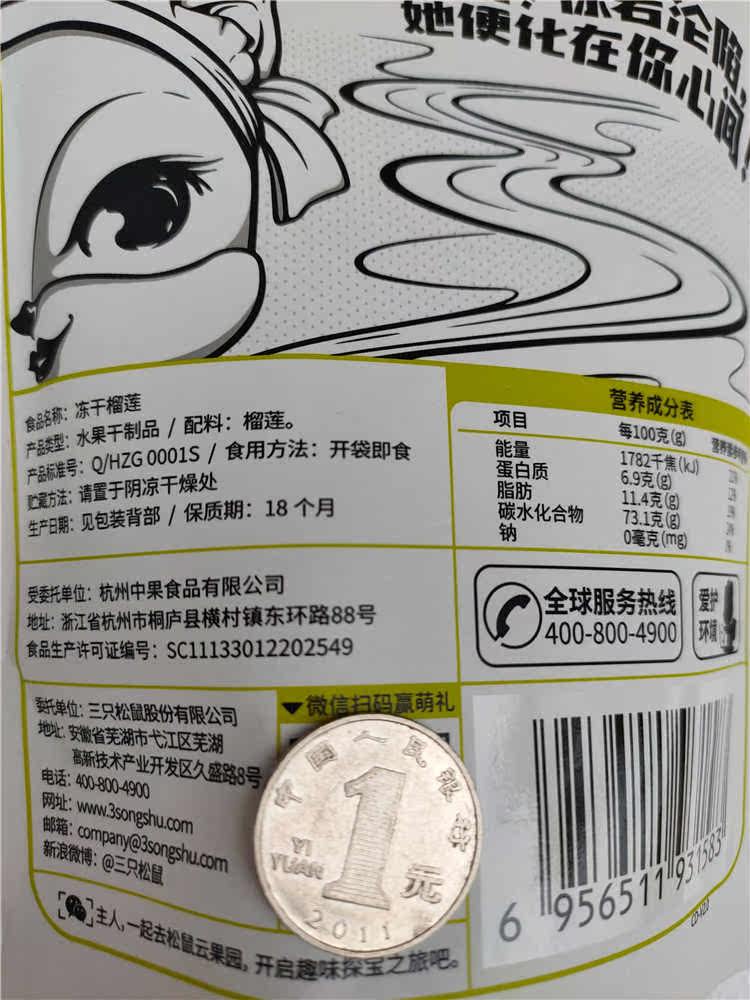 她便化在你心间
食品名称：冻干榴莲
产品类型：水果干制品 / 配料：榴莲。
产品标准号：Q/HZG 0001S / 食用方法：开袋即食
贮藏方法：请置于阴凉干燥处
生产日期：见包装背部 / 保质期：18 个月
营养成分表
项目 每100克(g)
能量 1782千焦(kJ)
蛋白质 6.9克(g)
脂肪 11.4克(g)
碳水化合物 73.1克(g)
钠 0毫克(mg)
受委托单位：杭州中果食品有限公司
地址：浙江省杭州市桐庐县横村镇东环路88号
食品生产许可证编号：SC11133012202549
全球服务热线
400-800-4900
爱护
环境
委托单位：三只松鼠股份有限公司
地址：安徽省芜湖市弋江区芜湖
高新技术产业开发区久盛路8号
电话：400-800-4900
网址：www.3songshu.com
邮箱：company@3songshu.com
新浪微博：@三只松鼠
▼微信扫码赢萌礼
中国人民银行
1
YI
YUAN
元
2011
6 956511 931583
主人，一起去松鼠云果园，开启趣味探宝之旅吧。